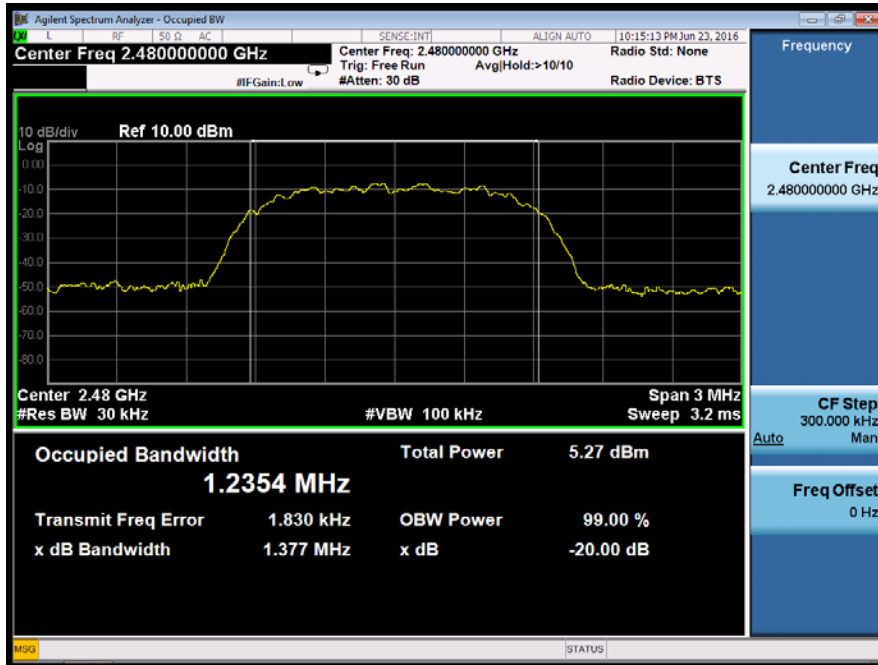 Agilent Spectrum Analyzer - Occupied BW
L RF 50 Ω AC SENSE:INT ALIGN AUTO 10:15:13 PM Jun 23, 2016
Center Freq 2.480000000 GHz
Center Freq: 2.480000000 GHz Radio Std: None
Trig: Free Run Avg|Hold:>10/10
#IFGain:Low #Atten: 30 dB Radio Device: BTS
Frequency
10 dB/div Ref 10.00 dBm
Log
0.00
-10.0
-20.0
-30.0
-40.0
-50.0
-60.0
-70.0
-80.0
Center 2.48 GHz Span 3 MHz
#Res BW 30 kHz #VBW 100 kHz Sweep 3.2 ms
Center Freq
2.480000000 GHz
CF Step
300.000 kHz
Auto Man
Freq Offset
0 Hz
Occupied Bandwidth Total Power 5.27 dBm
1.2354 MHz
Transmit Freq Error 1.830 kHz OBW Power 99.00 %
x dB Bandwidth 1.377 MHz x dB -20.00 dB
MSG STATUS